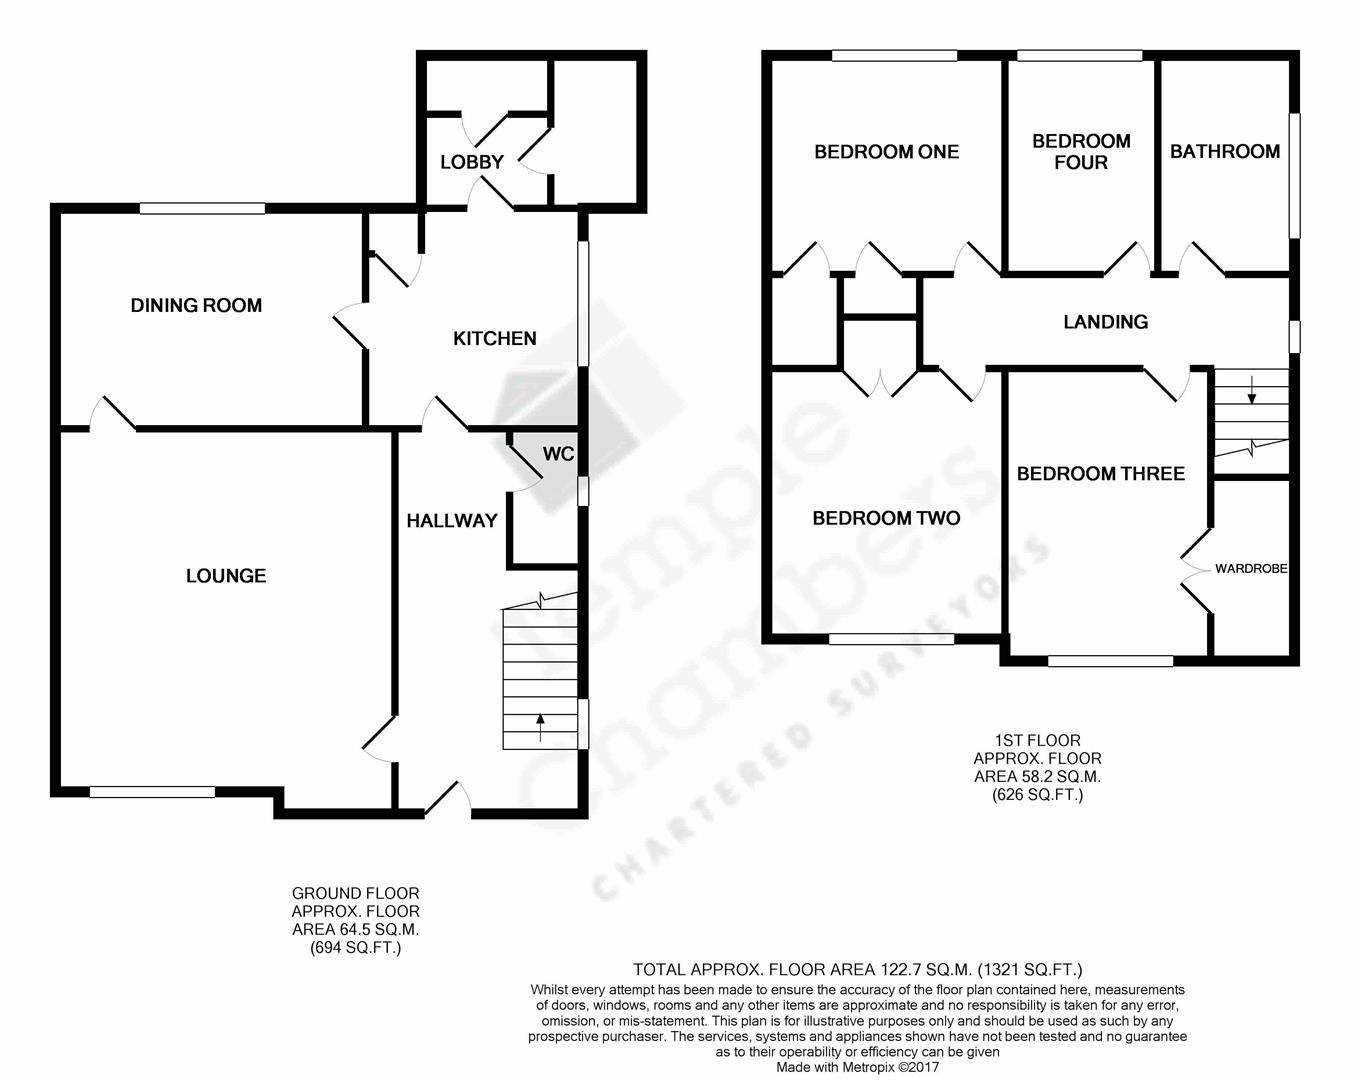 LOBBY
DINING ROOM
KITCHEN
WC
HALLWAY
LOUNGE
GROUND FLOOR
APPROX. FLOOR
AREA 64.5 SQ.M.
(694 SQ.FT.)
BEDROOM ONE
BEDROOM
FOUR
BATHROOM
LANDING
BEDROOM TWO
BEDROOM THREE
WARDROBE
1ST FLOOR
APPROX. FLOOR
AREA 58.2 SQ.M.
(626 SQ.FT.)
Temple
Chambers
CHARTERED SURVEYORS
TOTAL APPROX. FLOOR AREA 122.7 SQ.M. (1321 SQ.FT.)
Whilst every attempt has been made to ensure the accuracy of the floor plan contained here, measurements
of doors, windows, rooms and any other items are approximate and no responsibility is taken for any error,
omission, or mis-statement. This plan is for illustrative purposes only and should be used as such by any
prospective purchaser. The services, systems and appliances shown have not been tested and no guarantee
as to their operability or efficiency can be given
Made with Metropix ©2017